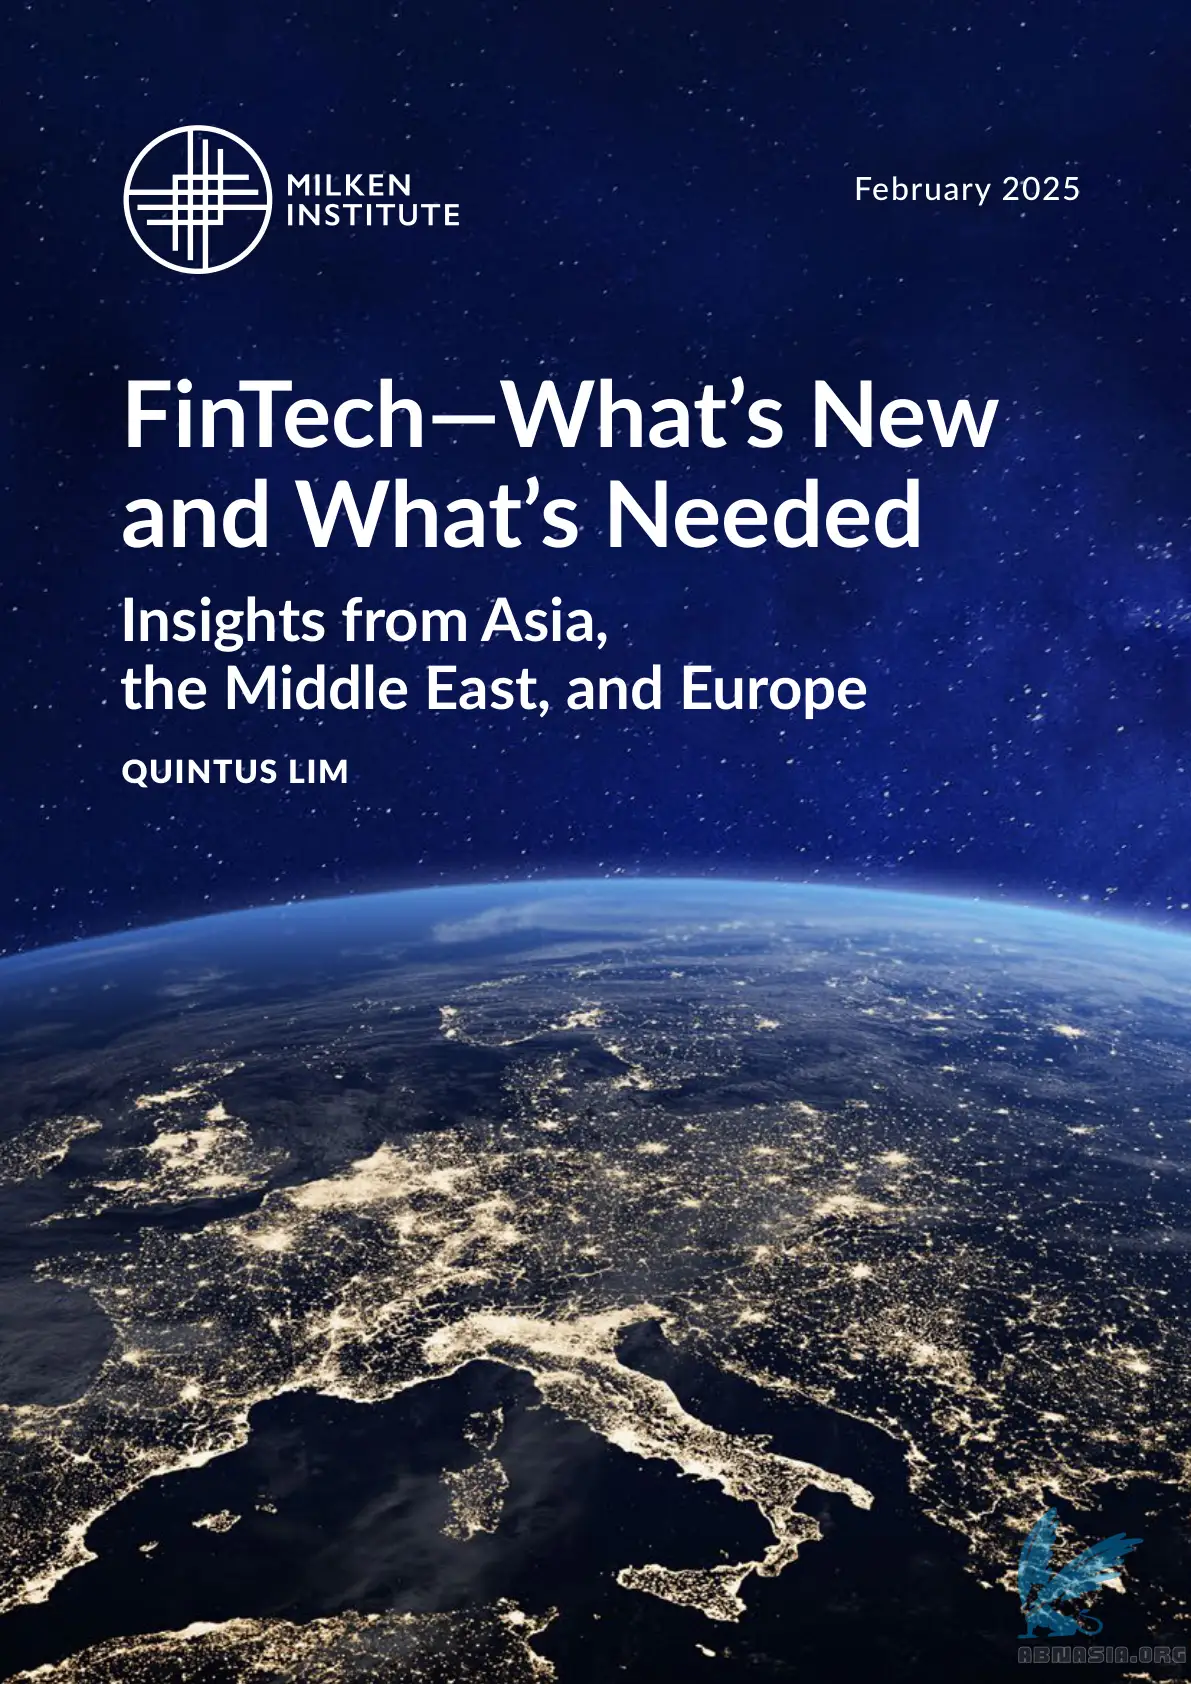 MILKEN
INSTITUTE
February 2025
FinTech—What’s New
and What’s Needed
Insights from Asia,
the Middle East, and Europe
QUINTUS LIM
ABNASIA.ORG